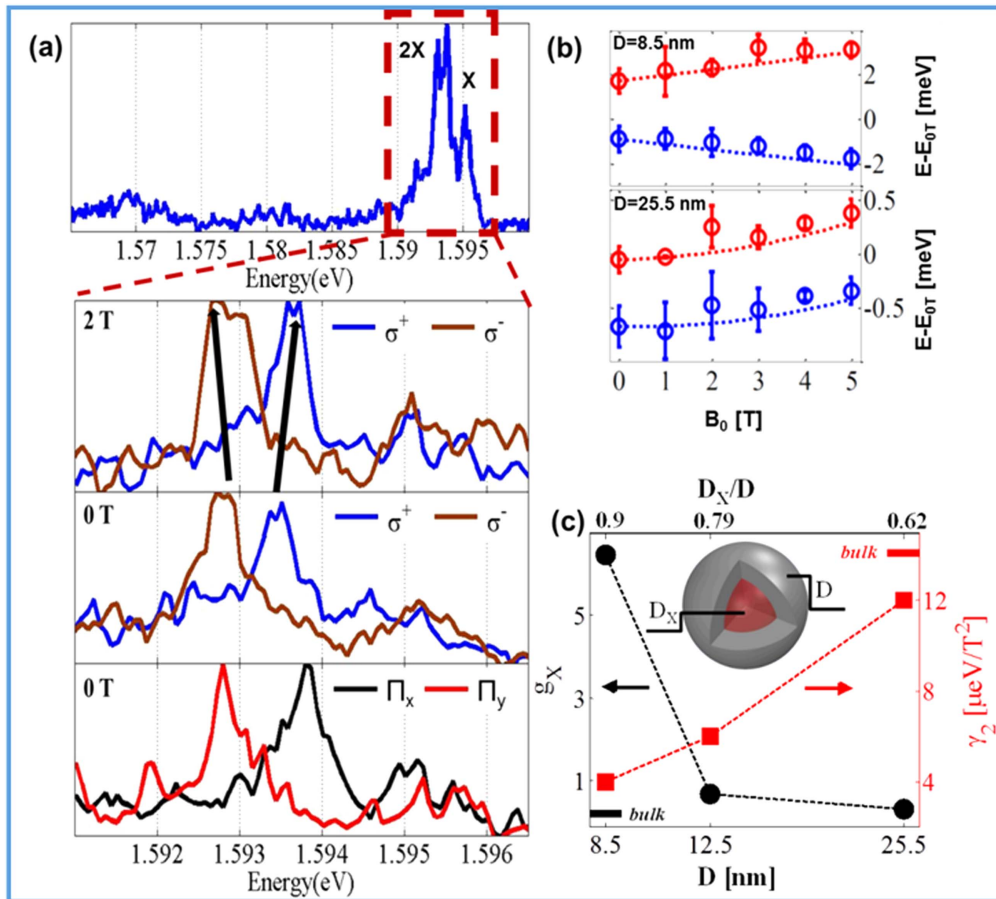 (a)
2X
X
1.57 1.575 1.58 1.585 1.59 1.595
Energy(eV)
2 T
σ+ σ-
0 T
σ+ σ-
0 T
Πx Πy
1.592 1.593 1.594 1.595 1.596
Energy(eV)
(b)
D=8.5 nm
2
0
-2
E-E0T [meV]
D=25.5 nm
0.5
0
-0.5
E-E0T [meV]
0 1 2 3 4 5
B0 [T]
(c)
DX/D
0.9 0.79 0.62
bulk
D
DX
5
3
1
gX
12
8
4
γ2 [μeV/T2]
bulk
8.5 12.5 25.5
D [nm]